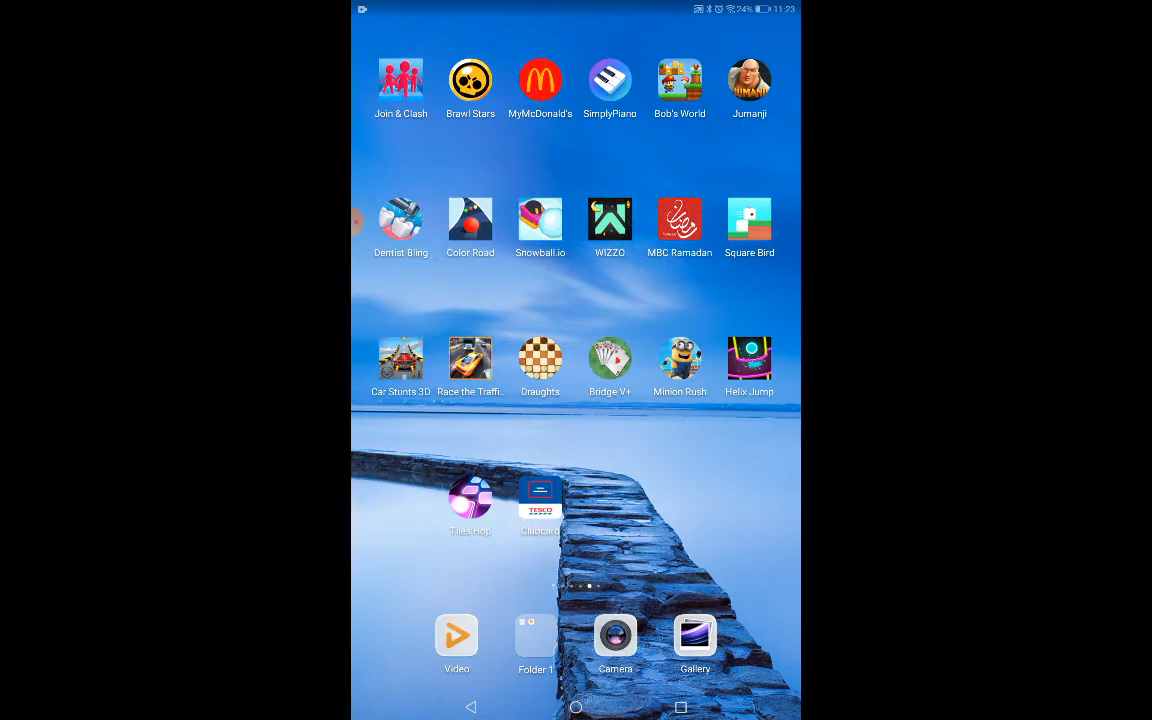 24% 11:23
Join & Clash Brawl Stars MyMcDonald's SimplyPiano Bob's World Jumanji
JUMANJI
Dentist Bling Color Road Snowball.io WIZZO MBC Ramadan Square Bird
رمضان
Car Stunts 3D Race the Traffi.. Draughts Bridge V+ Minion Rush Helix Jump
TESCO
Tiles Hop Clubcard
Video Folder 1 Camera Gallery